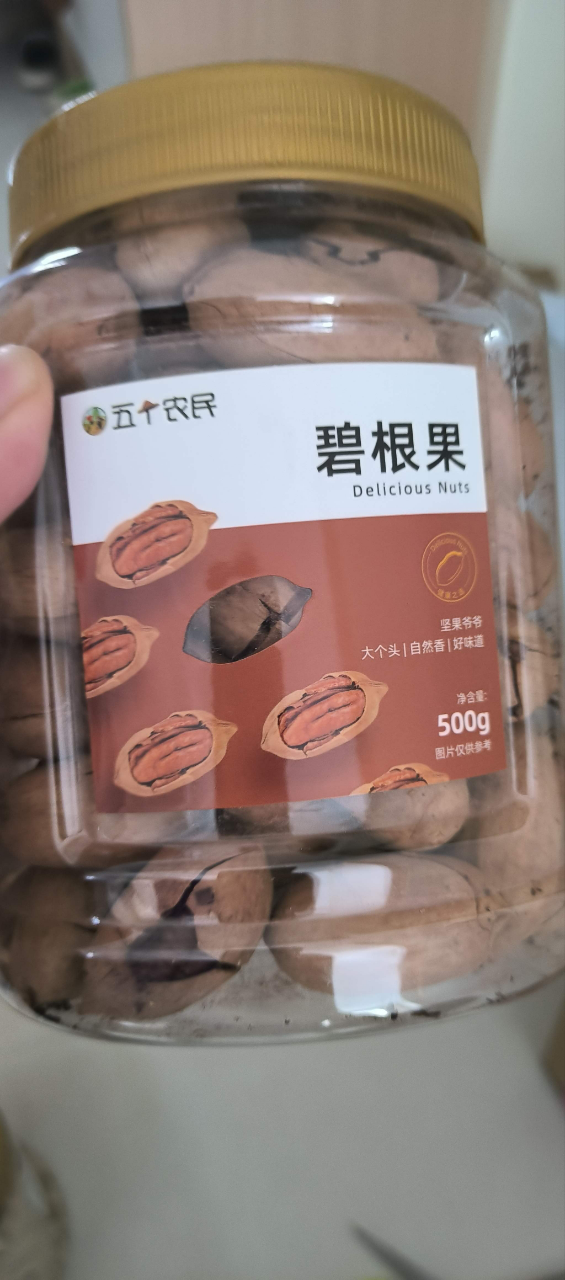 五个农民
碧根果
Delicious Nuts
坚果爷爷
大个头|自然香|好味道
净含量:
500g
图片仅供参考